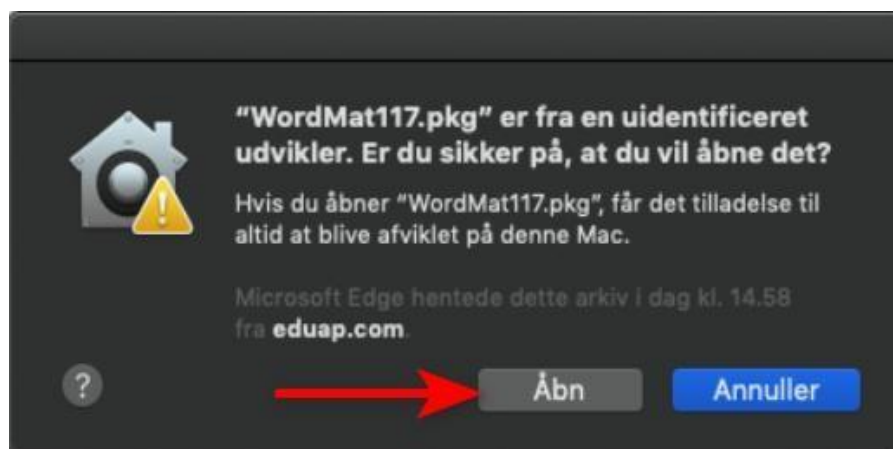 “WordMat117.pkg” er fra en uidentificeret
udvikler. Er du sikker på, at du vil åbne det?
Hvis du åbner “WordMat117.pkg”, får det tilladelse til
altid at blive afviklet på denne Mac.
Microsoft Edge hentede dette arkiv i dag kl. 14.58
fra eduap.com.
?
Åbn
Annuller